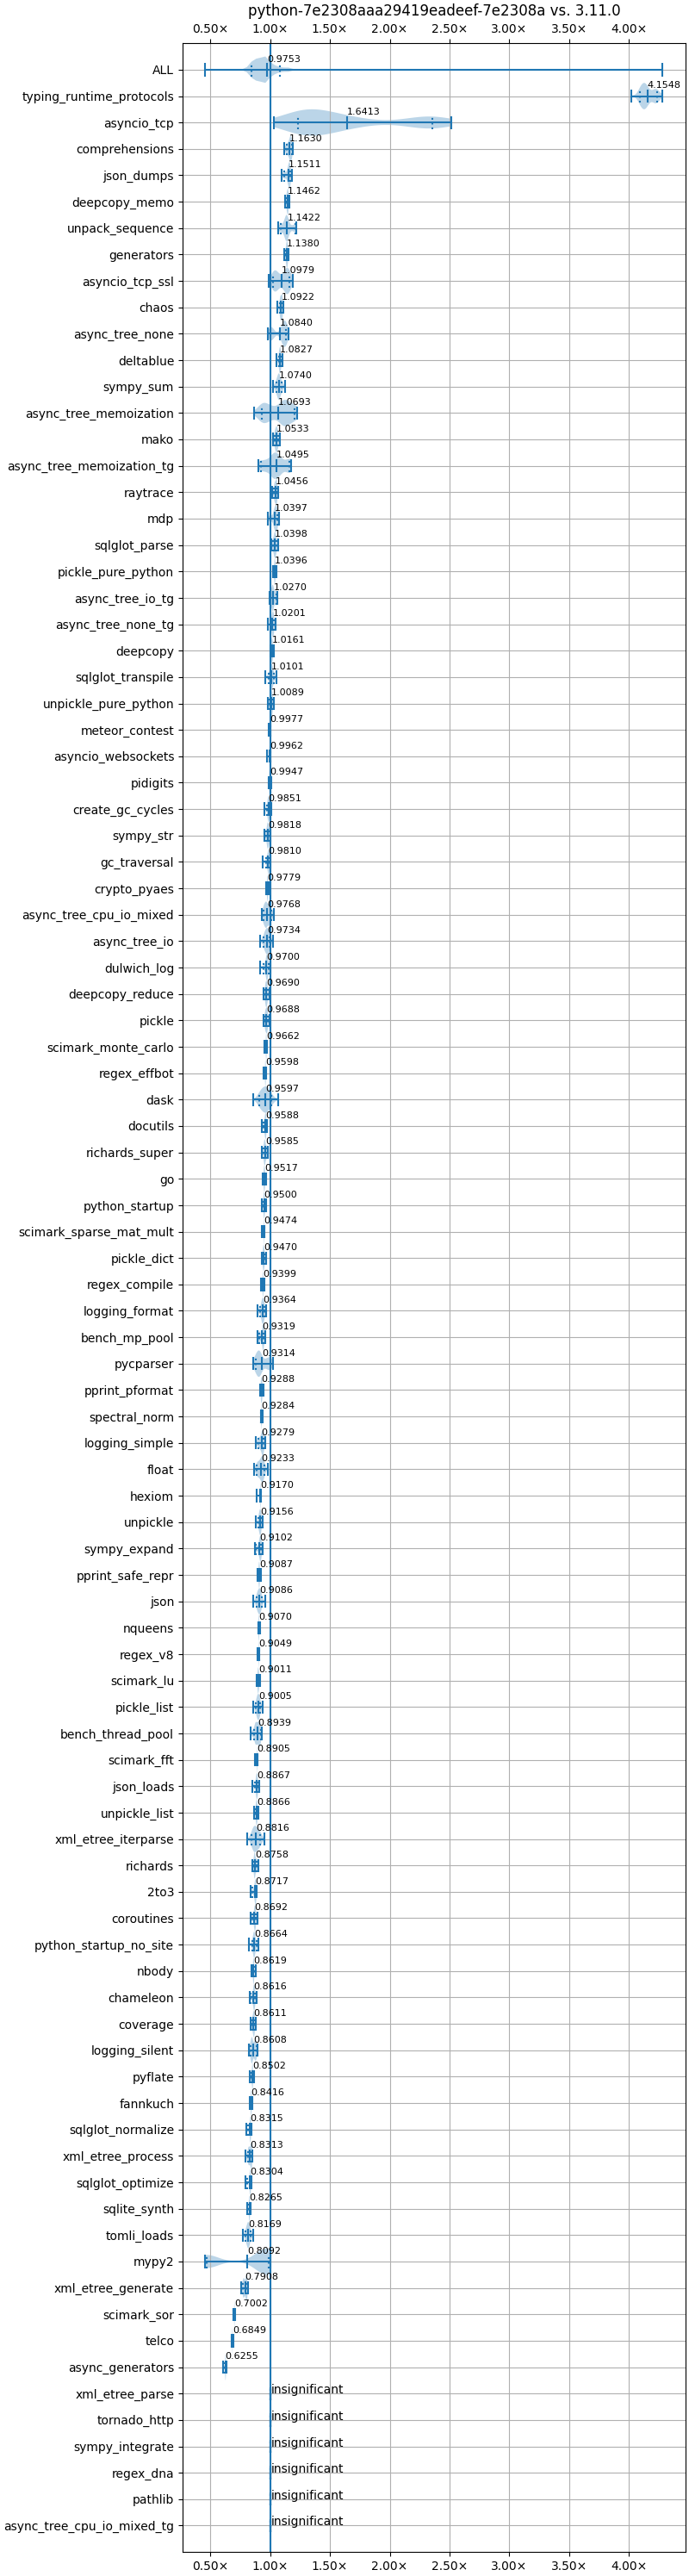 python-7e2308aaa29419eadeef-7e2308a vs. 3.11.0
0.50× 1.00× 1.50× 2.00× 2.50× 3.00× 3.50× 4.00×
ALL 0.9753
typing_runtime_protocols 4.1548
asyncio_tcp 1.6413
comprehensions 1.1630
json_dumps 1.1511
deepcopy_memo 1.1462
unpack_sequence 1.1422
generators 1.1380
asyncio_tcp_ssl 1.0979
chaos 1.0922
async_tree_none 1.0840
deltablue 1.0827
sympy_sum 1.0740
async_tree_memoization 1.0693
mako 1.0533
async_tree_memoization_tg 1.0495
raytrace 1.0456
mdp 1.0397
sqlglot_parse 1.0398
pickle_pure_python 1.0396
async_tree_io_tg 1.0270
async_tree_none_tg 1.0201
deepcopy 1.0161
sqlglot_transpile 1.0101
unpickle_pure_python 1.0089
meteor_contest 0.9977
asyncio_websockets 0.9962
pidigits 0.9947
create_gc_cycles 0.9851
sympy_str 0.9818
gc_traversal 0.9810
crypto_pyaes 0.9779
async_tree_cpu_io_mixed 0.9768
async_tree_io 0.9734
dulwich_log 0.9700
deepcopy_reduce 0.9690
pickle 0.9688
scimark_monte_carlo 0.9662
regex_effbot 0.9598
dask 0.9597
docutils 0.9588
richards_super 0.9585
go 0.9517
python_startup 0.9500
scimark_sparse_mat_mult 0.9474
pickle_dict 0.9470
regex_compile 0.9399
logging_format 0.9364
bench_mp_pool 0.9319
pycparser 0.9314
pprint_pformat 0.9288
spectral_norm 0.9284
logging_simple 0.9279
float 0.9233
hexiom 0.9170
unpickle 0.9156
sympy_expand 0.9102
pprint_safe_repr 0.9087
json 0.9086
nqueens 0.9070
regex_v8 0.9049
scimark_lu 0.9011
pickle_list 0.9005
bench_thread_pool 0.8939
scimark_fft 0.8905
json_loads 0.8867
unpickle_list 0.8866
xml_etree_iterparse 0.8816
richards 0.8758
2to3 0.8717
coroutines 0.8692
python_startup_no_site 0.8664
nbody 0.8619
chameleon 0.8616
coverage 0.8611
logging_silent 0.8608
pyflate 0.8502
fannkuch 0.8416
sqlglot_normalize 0.8315
xml_etree_process 0.8313
sqlglot_optimize 0.8304
sqlite_synth 0.8265
tomli_loads 0.8169
mypy2 0.8092
xml_etree_generate 0.7908
scimark_sor 0.7002
telco 0.6849
async_generators 0.6255
xml_etree_parse insignificant
tornado_http insignificant
sympy_integrate insignificant
regex_dna insignificant
pathlib insignificant
async_tree_cpu_io_mixed_tg insignificant
0.50× 1.00× 1.50× 2.00× 2.50× 3.00× 3.50× 4.00×